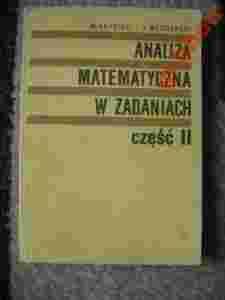 ANALIZA
MATEMATYCZNA
W ZADANIACH
część II